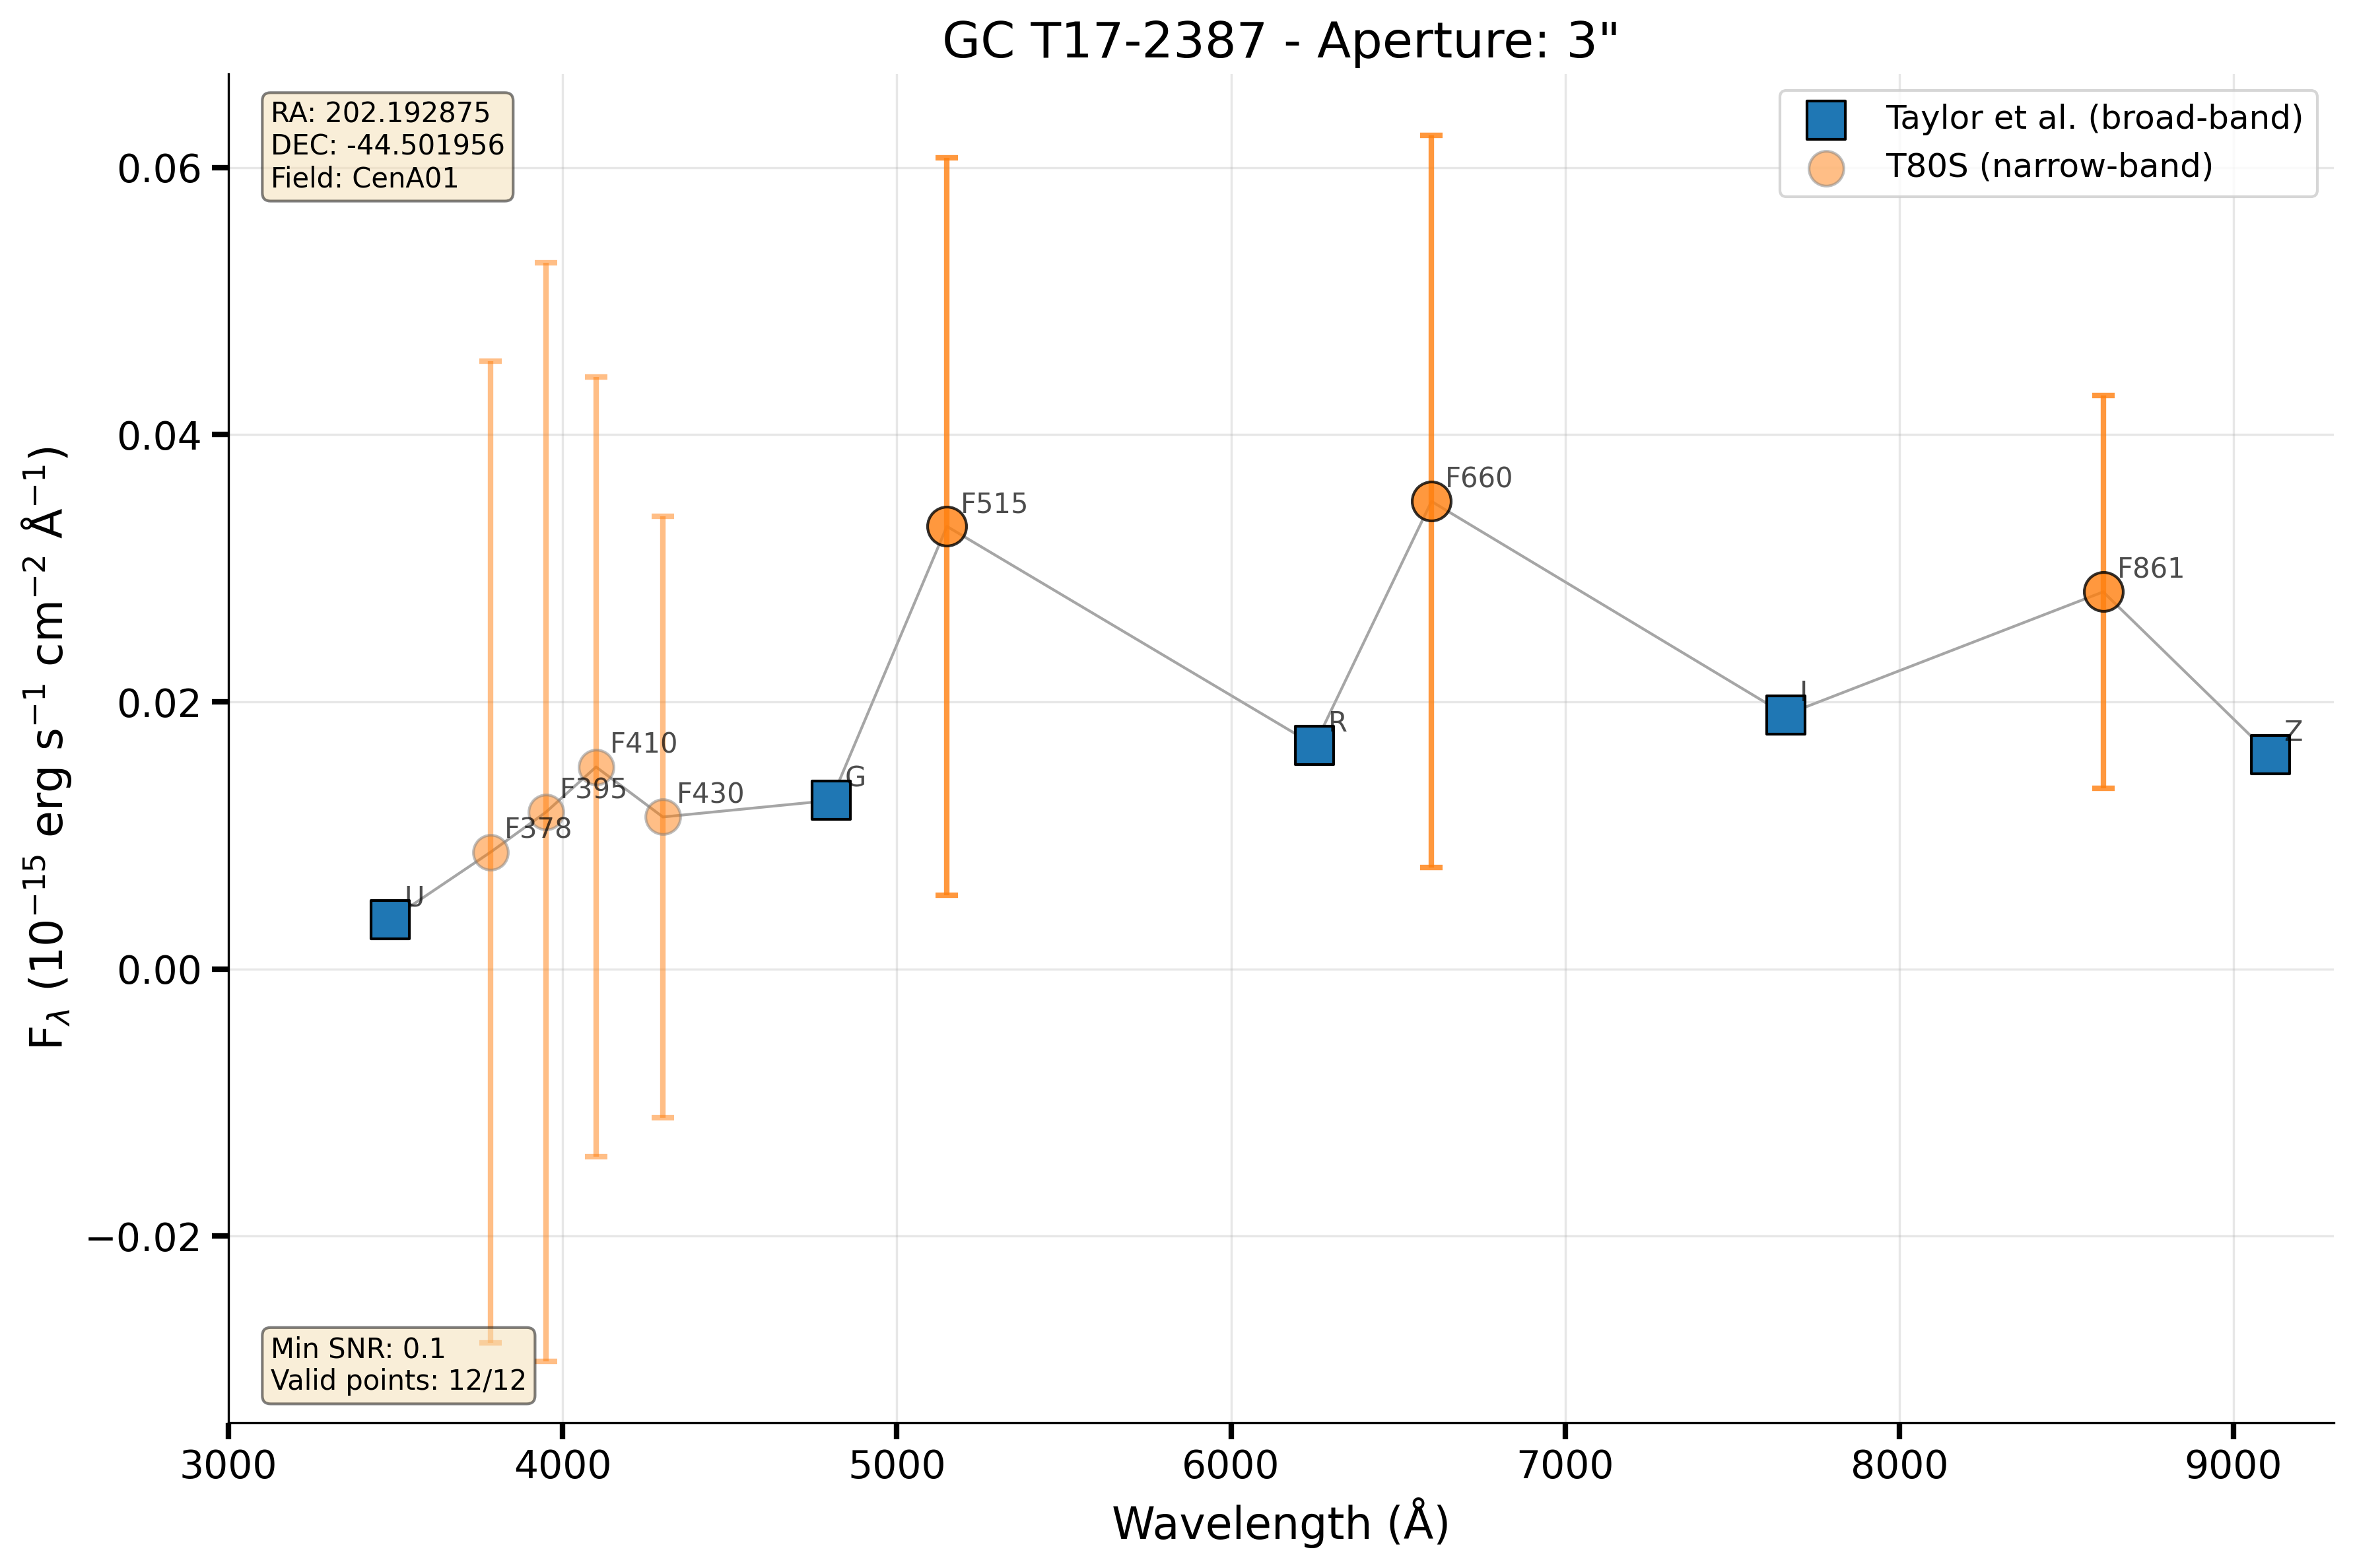 GC T17-2387 - Aperture: 3"
RA: 202.192875
DEC: -44.501956
Field: CenA01
Taylor et al. (broad-band)
T80S (narrow-band)
0.06
0.04
0.02
0.00
−0.02
F_λ (10⁻¹⁵ erg s⁻¹ cm⁻² Å⁻¹)
U
F378
F395
F410
F430
G
F515
R
F660
I
F861
Z
Min SNR: 0.1
Valid points: 12/12
3000 4000 5000 6000 7000 8000 9000
Wavelength (Å)